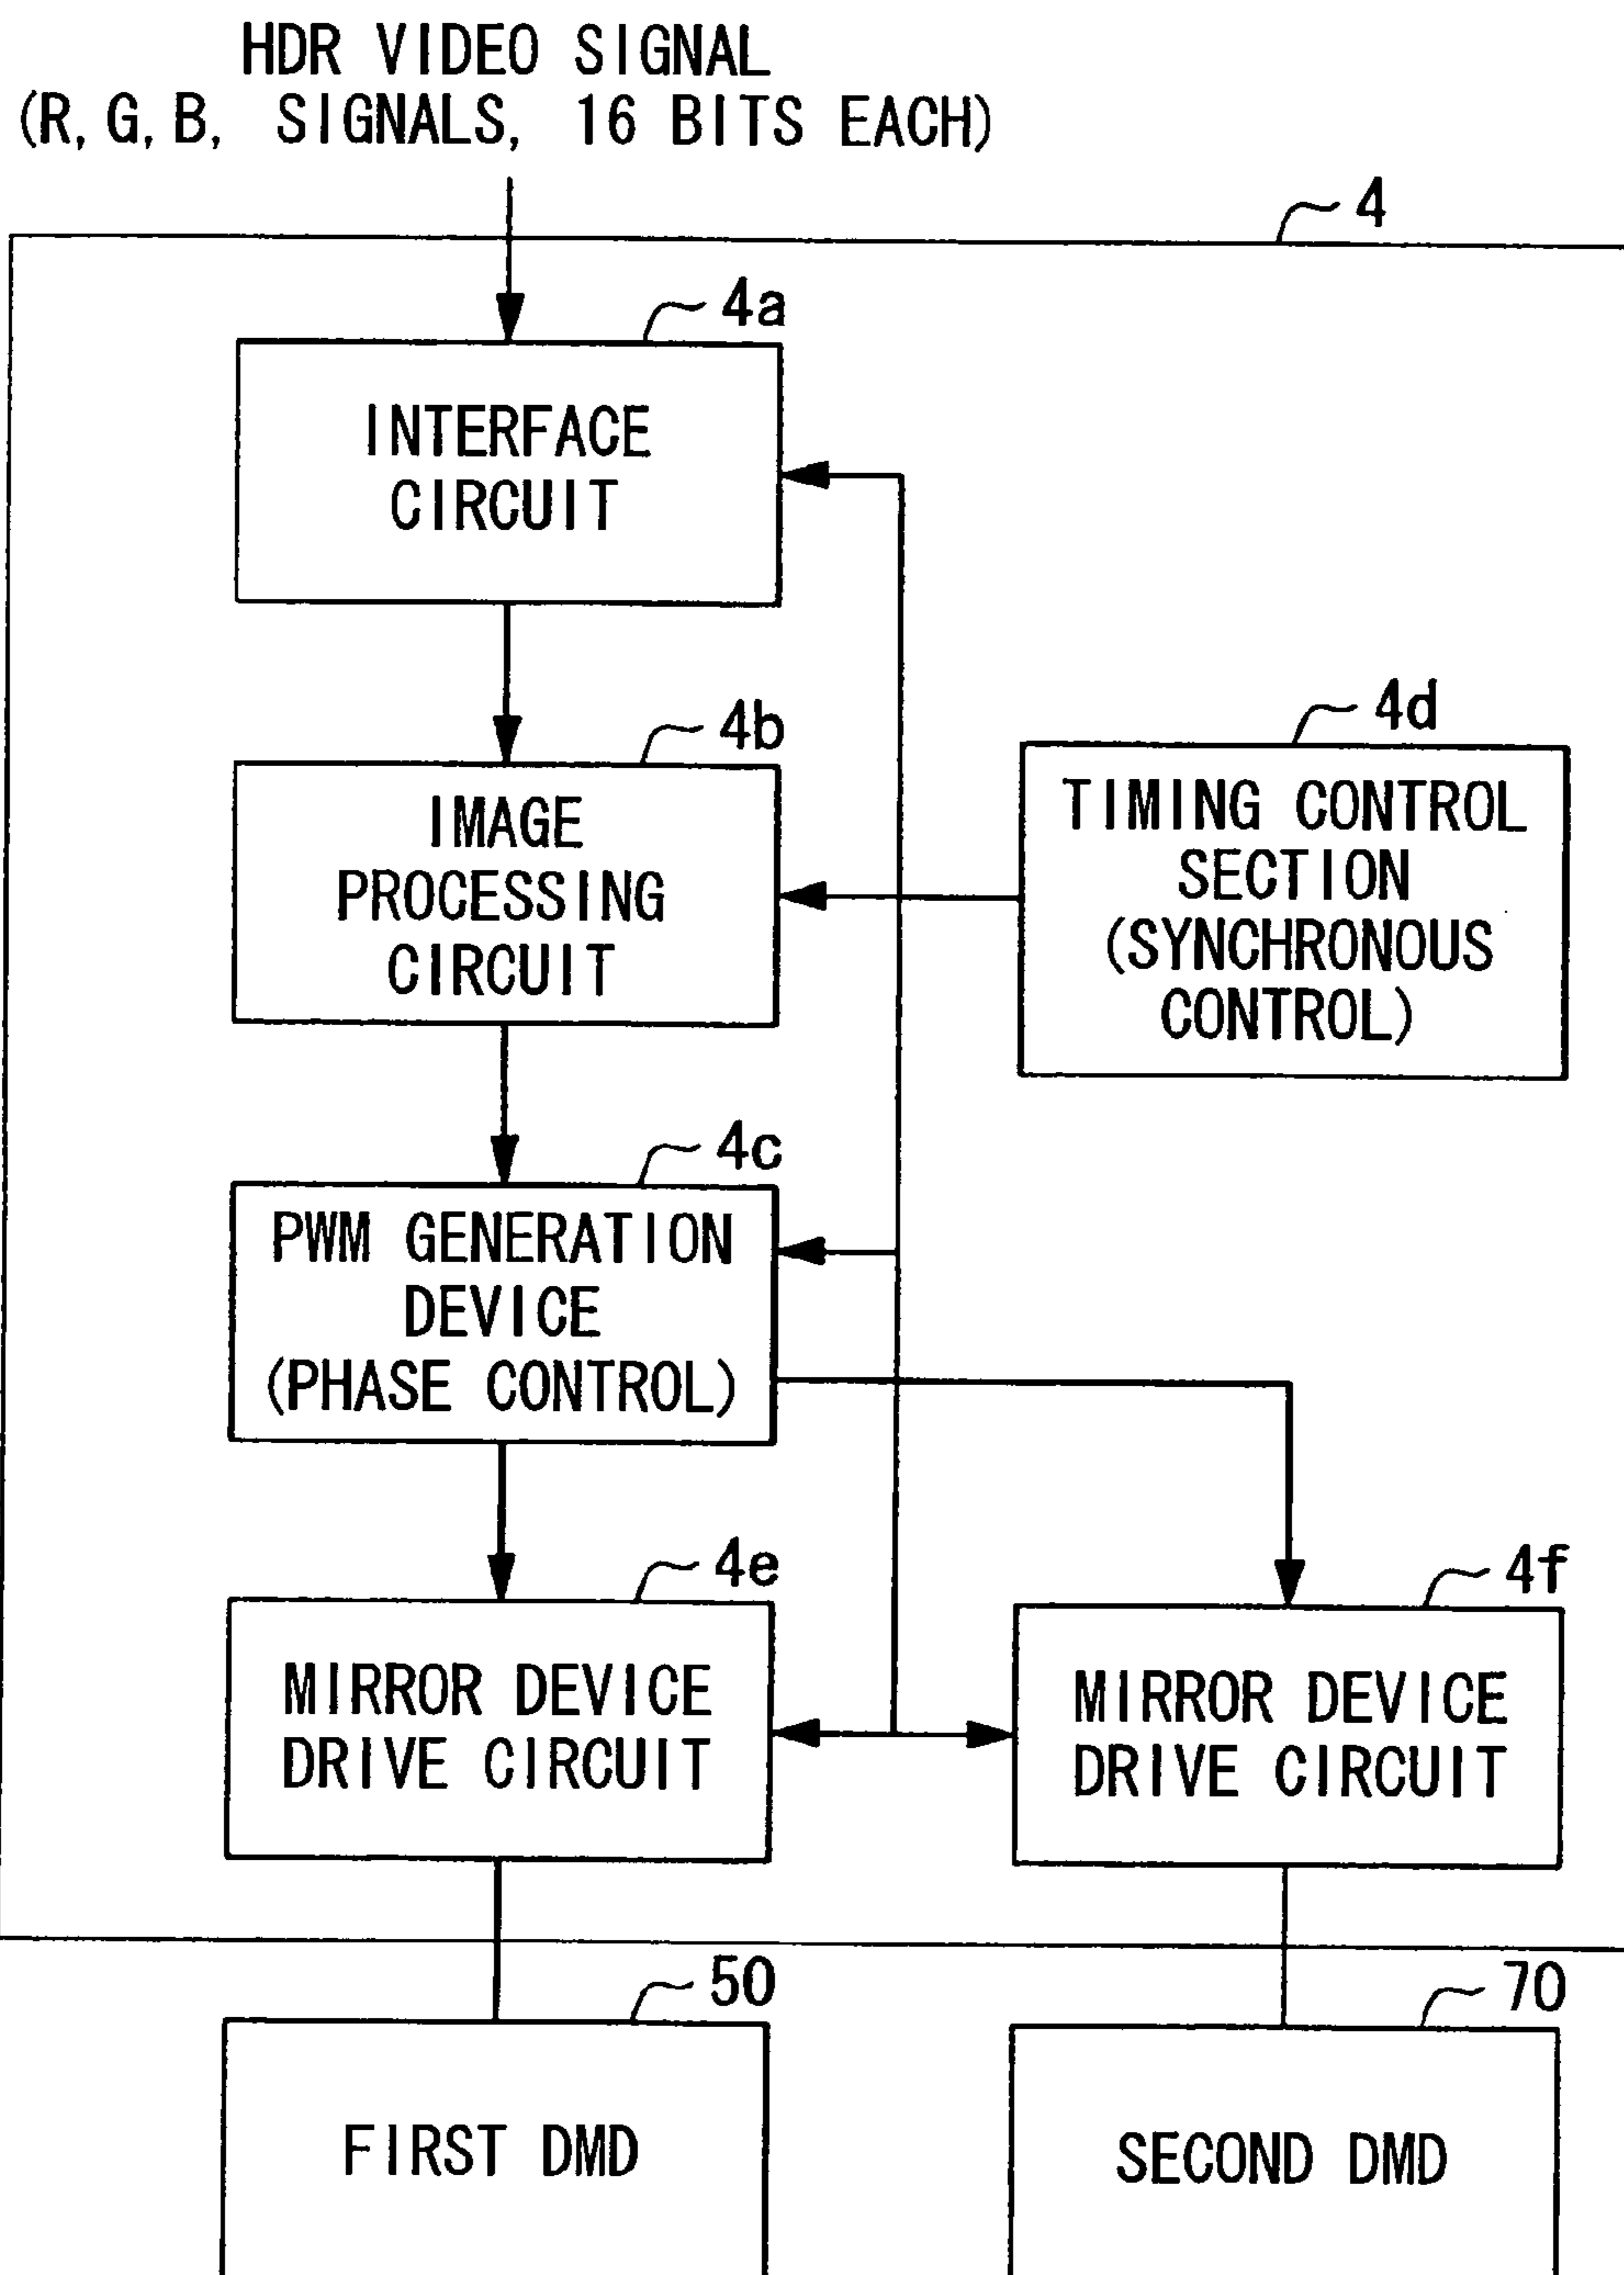 HDR VIDEO SIGNAL
(R, G, B, SIGNALS, 16 BITS EACH)
4
4a
INTERFACE
CIRCUIT
4b
IMAGE
PROCESSING
CIRCUIT
4d
TIMING CONTROL
SECTION
(SYNCHRONOUS
CONTROL)
4c
PWM GENERATION
DEVICE
(PHASE CONTROL)
4e
MIRROR DEVICE
DRIVE CIRCUIT
4f
MIRROR DEVICE
DRIVE CIRCUIT
50
FIRST DMD
70
SECOND DMD